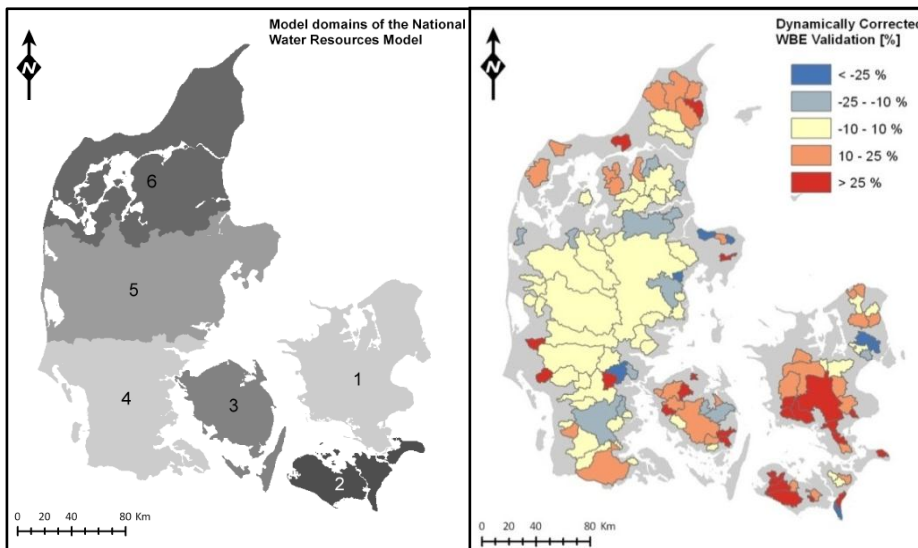 Model domains of the National
Water Resources Model
N
6
5
4
3
1
2
0 20 40 80 Km
Dynamically Corrected
WBE Validation [%]
N
< -25 %
-25 - -10 %
-10 - 10 %
10 - 25 %
> 25 %
0 20 40 80 Km